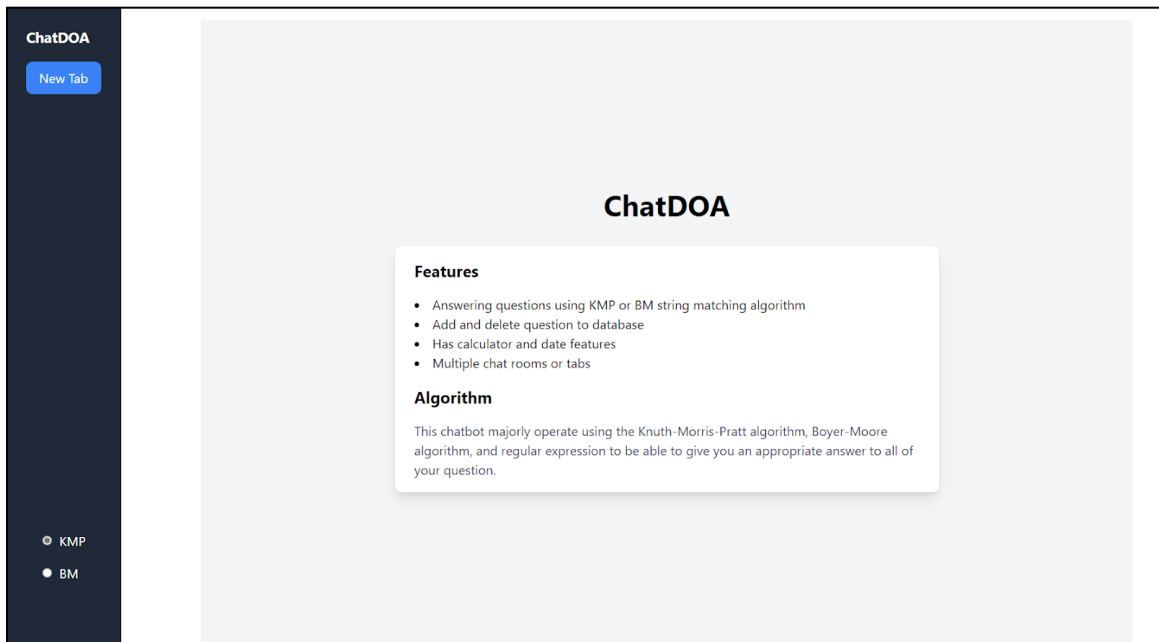 ChatDOA
New Tab
ChatDOA
Features
Answering questions using KMP or BM string matching algorithm
Add and delete question to database
Has calculator and date features
Multiple chat rooms or tabs
Algorithm
This chatbot majorly operate using the Knuth-Morris-Pratt algorithm, Boyer-Moore
algorithm, and regular expression to be able to give you an appropriate answer to all of
your question.
KMP
BM